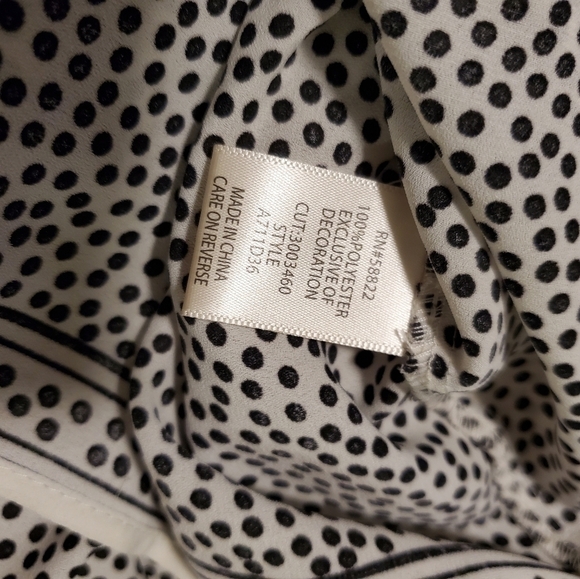 RN#58822
100%POLYESTER
EXCLUSIVE OF
DECORATION
CUT:3003460
STYLE
A711D36
MADE IN CHINA
CARE ON REVERSE